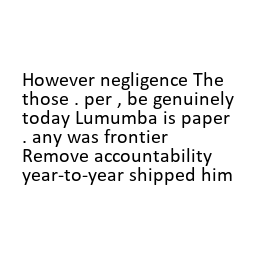 However negligence The
those . per , be genuinely
today Lumumba is paper
. any was frontier
Remove accountability
year-to-year shipped him